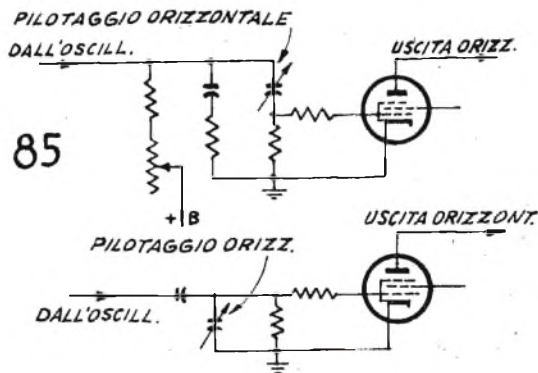 PILOTAGGIO ORIZZONTALE
DALL'OSCILL.
USCITA ORIZZ.
85
+B
PILOTAGGIO ORIZZ.
USCITA ORIZZONT.
DALL'OSCILL.